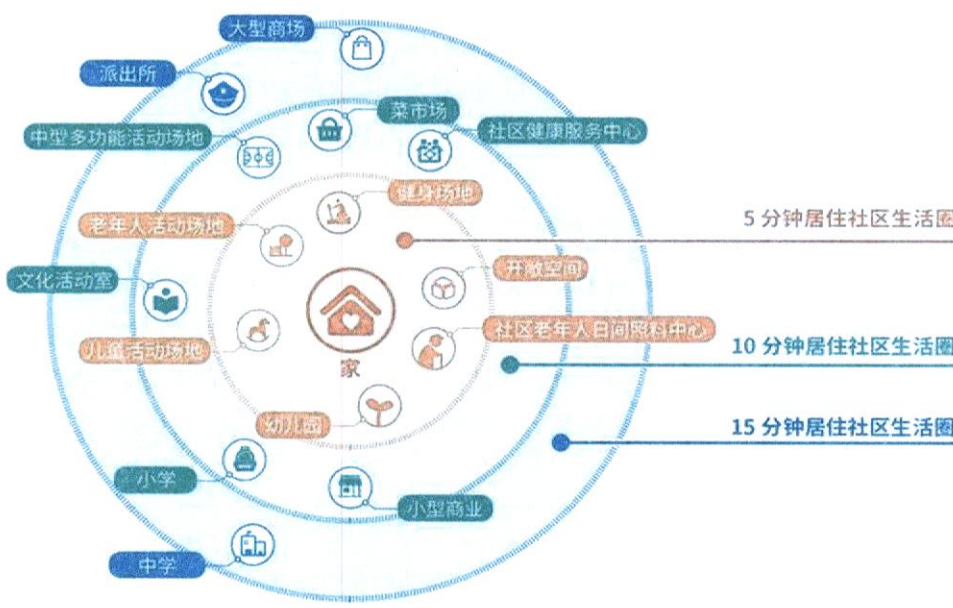 大型商场
派出所
菜市场
中型多功能活动场地
社区健康服务中心
健身场地
老年人活动场地
5 分钟居住社区生活圈
开敞空间
文化活动室
社区老年人日间照料中心
儿童活动场地
10 分钟居住社区生活圈
家
幼儿园
15 分钟居住社区生活圈
小学
小型商业
中学